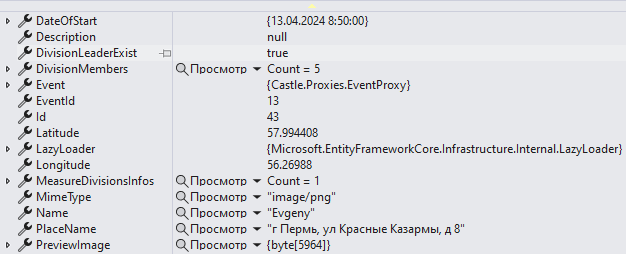 DateOfStart {13.04.2024 8:50:00}
Description null
DivisionLeaderExist true
DivisionMembers Просмотр Count = 5
Event {Castle.Proxies.EventProxy}
EventId 13
Id 43
Latitude 57.994408
LazyLoader {Microsoft.EntityFrameworkCore.Infrastructure.Internal.LazyLoader}
Longitude 56.26988
MeasureDivisionsInfos Просмотр Count = 1
MimeType Просмотр "image/png"
Name Просмотр "Evgeny"
PlaceName Просмотр "г Пермь, ул Красные Казармы, д 8"
PreviewImage Просмотр {byte[5964]}